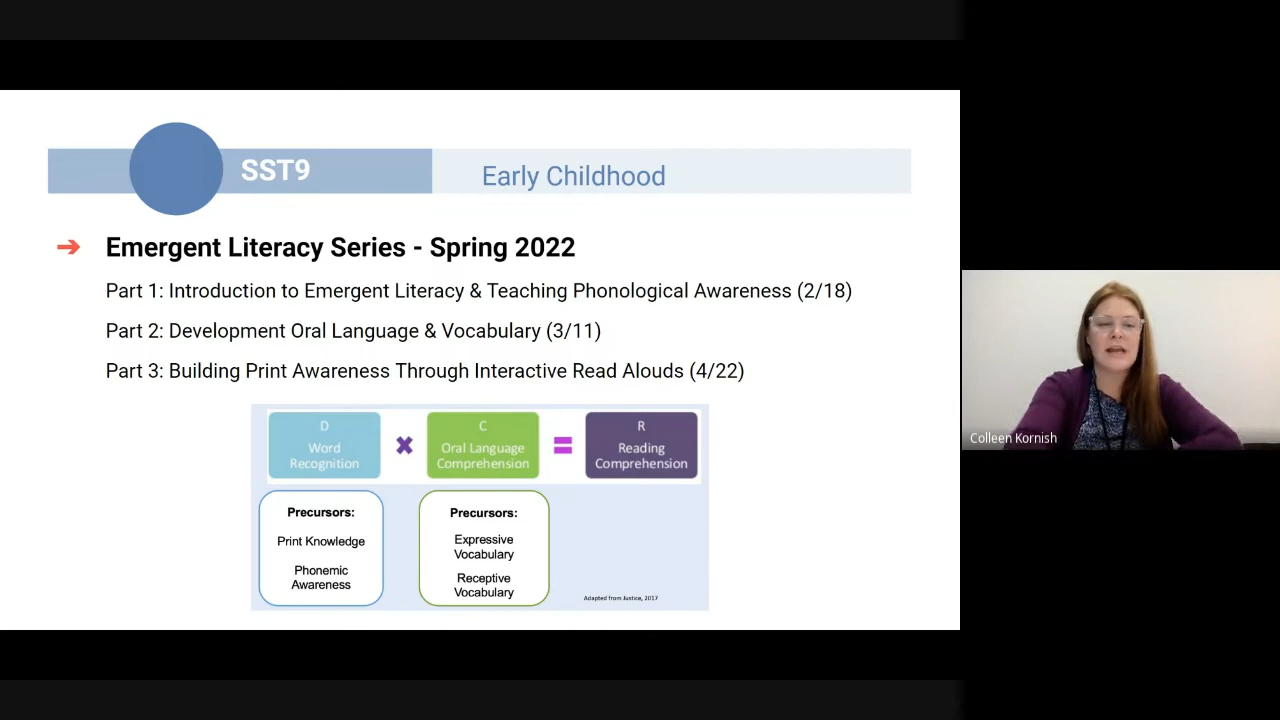 SST9
Early Childhood
➔ Emergent Literacy Series - Spring 2022
Part 1: Introduction to Emergent Literacy & Teaching Phonological Awareness (2/18)
Part 2: Development Oral Language & Vocabulary (3/11)
Part 3: Building Print Awareness Through Interactive Read Alouds (4/22)
D
Word
Recognition
✖
C
Oral Language
Comprehension
=
R
Reading
Comprehension
Precursors:
Print Knowledge
Phonemic
Awareness
Precursors:
Expressive
Vocabulary
Receptive
Vocabulary
Adapted from Justice, 2017
Colleen Kornish